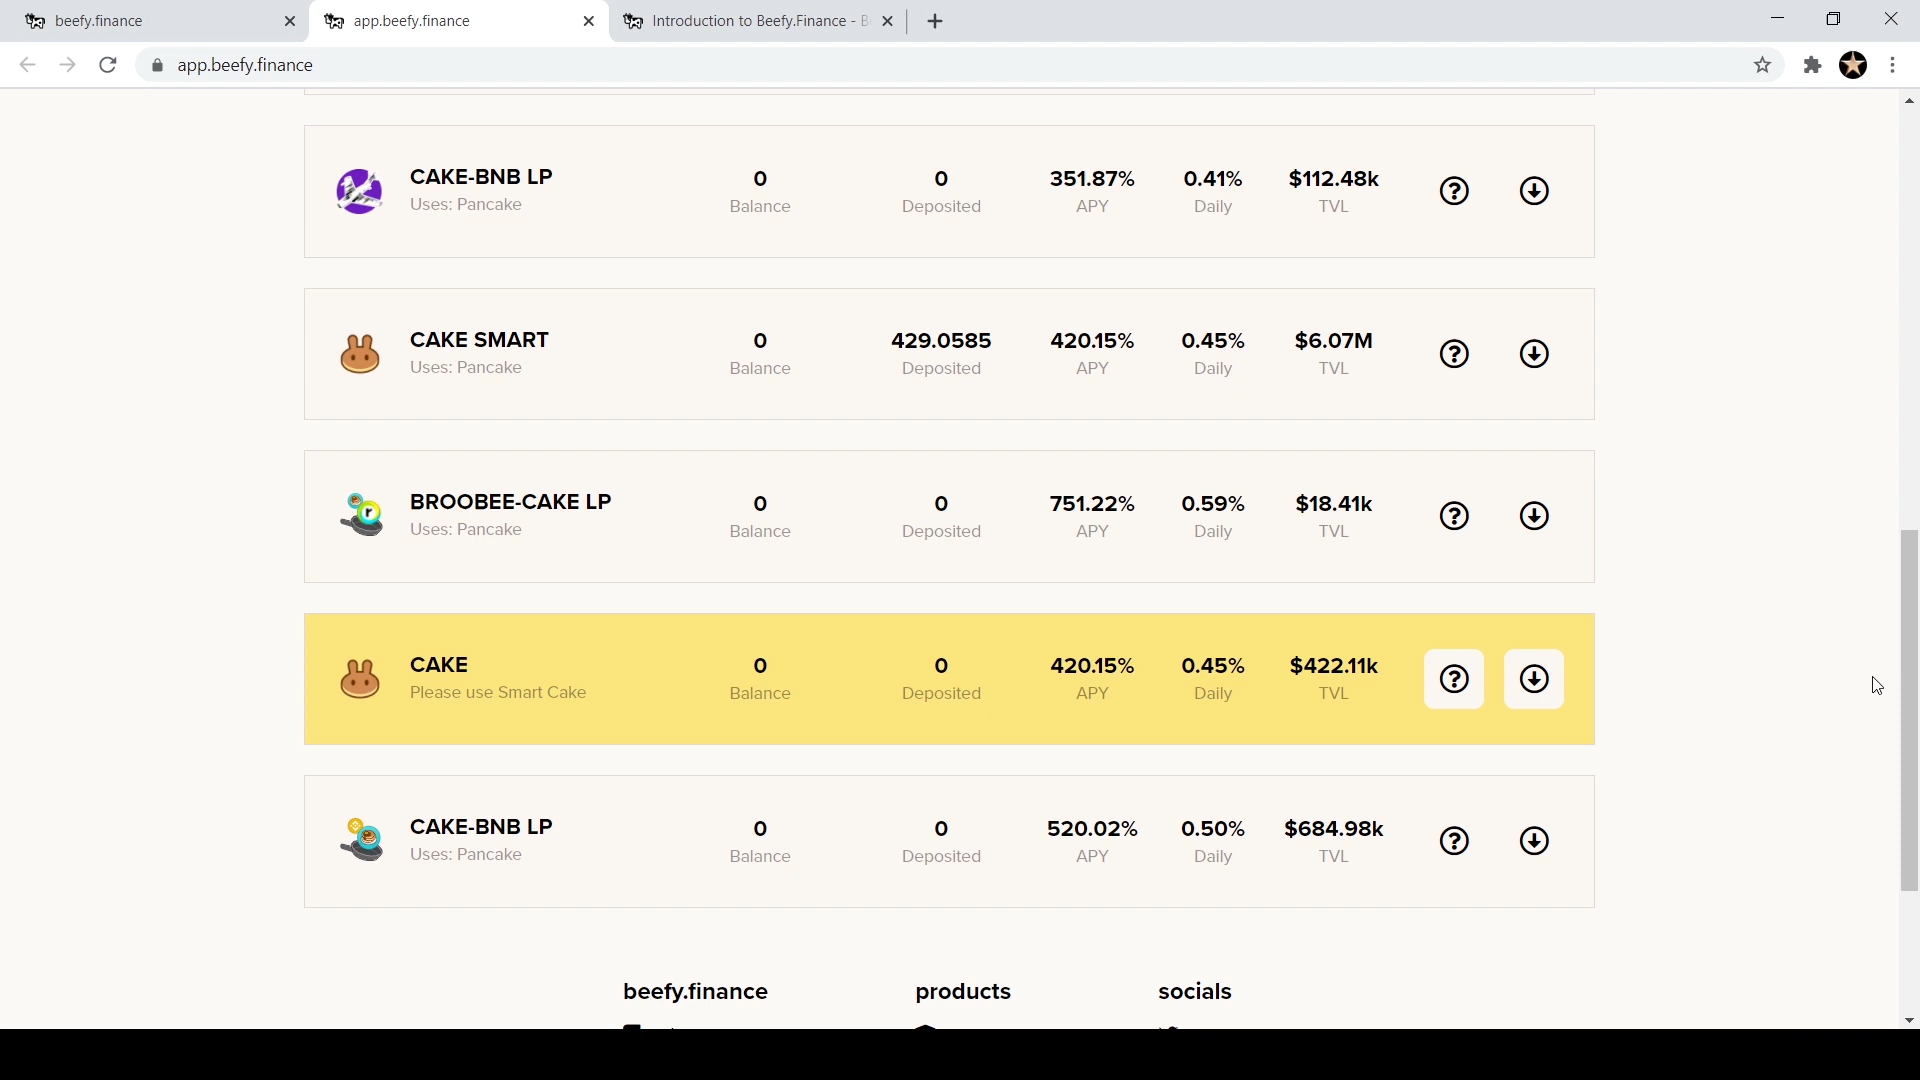 beefy.finance
app.beefy.finance
Introduction to Beefy.Finance - B
app.beefy.finance
CAKE-BNB LP
Uses: Pancake
0
Balance
0
Deposited
351.87%
APY
0.41%
Daily
$112.48k
TVL
CAKE SMART
Uses: Pancake
0
Balance
429.0585
Deposited
420.15%
APY
0.45%
Daily
$6.07M
TVL
BROOBEE-CAKE LP
Uses: Pancake
0
Balance
0
Deposited
751.22%
APY
0.59%
Daily
$18.41k
TVL
CAKE
Please use Smart Cake
0
Balance
0
Deposited
420.15%
APY
0.45%
Daily
$422.11k
TVL
CAKE-BNB LP
Uses: Pancake
0
Balance
0
Deposited
520.02%
APY
0.50%
Daily
$684.98k
TVL
beefy.finance
products
socials